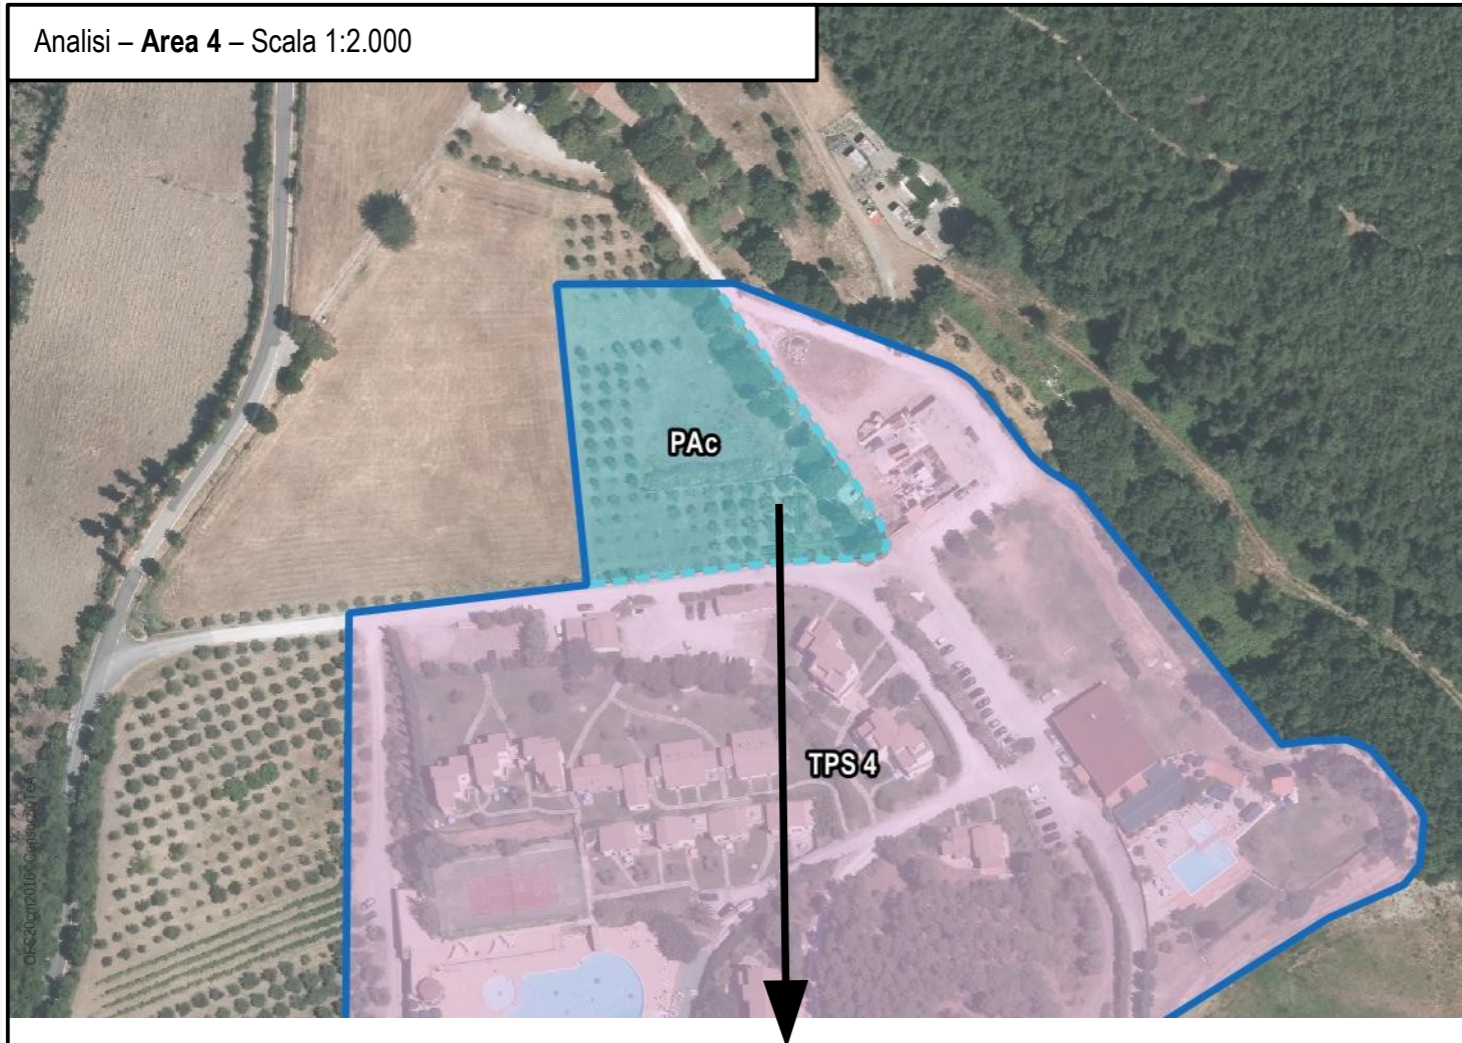 Analisi – Area 4 – Scala 1:2.000
PAc
TPS 4